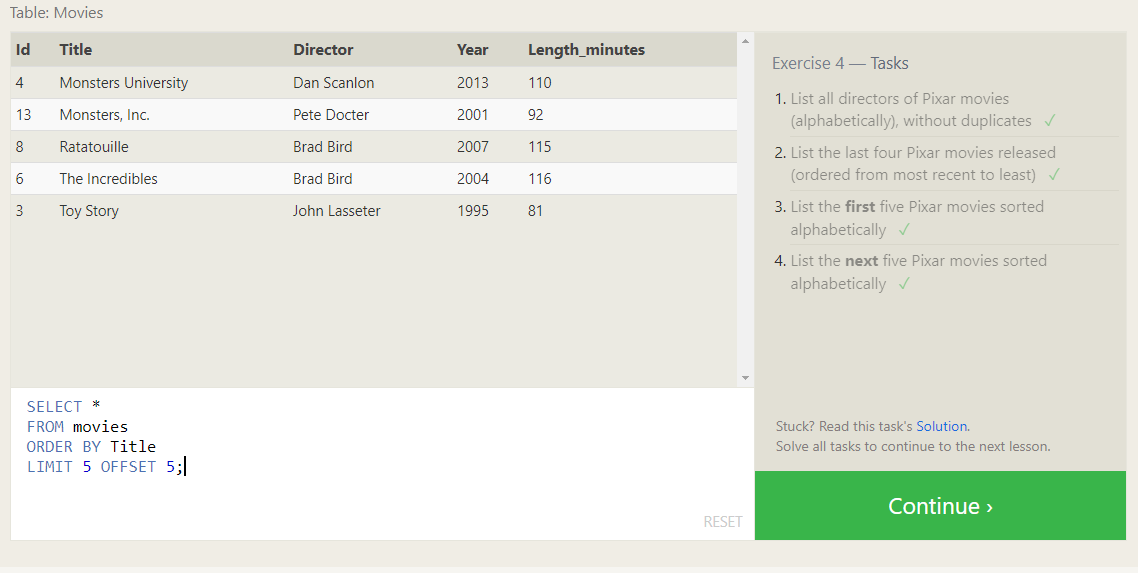 Table: Movies
Id Title Director Year Length_minutes
4 Monsters University Dan Scanlon 2013 110
13 Monsters, Inc. Pete Docter 2001 92
8 Ratatouille Brad Bird 2007 115
6 The Incredibles Brad Bird 2004 116
3 Toy Story John Lasseter 1995 81
SELECT *
FROM movies
ORDER BY Title
LIMIT 5 OFFSET 5;
RESET
Exercise 4 — Tasks
1. List all directors of Pixar movies
(alphabetically), without duplicates ✓
2. List the last four Pixar movies released
(ordered from most recent to least) ✓
3. List the first five Pixar movies sorted
alphabetically ✓
4. List the next five Pixar movies sorted
alphabetically ✓
Stuck? Read this task's Solution.
Solve all tasks to continue to the next lesson.
Continue ›